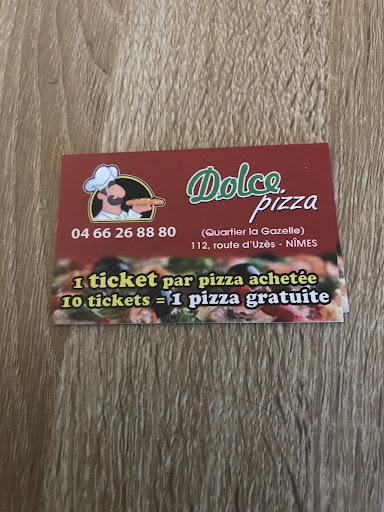 Dolce
pizza
04 66 26 88 80
(Quartier la Gazelle)
112, route d'Uzès - NÎMES
1 ticket par pizza achetée
10 tickets = 1 pizza gratuite